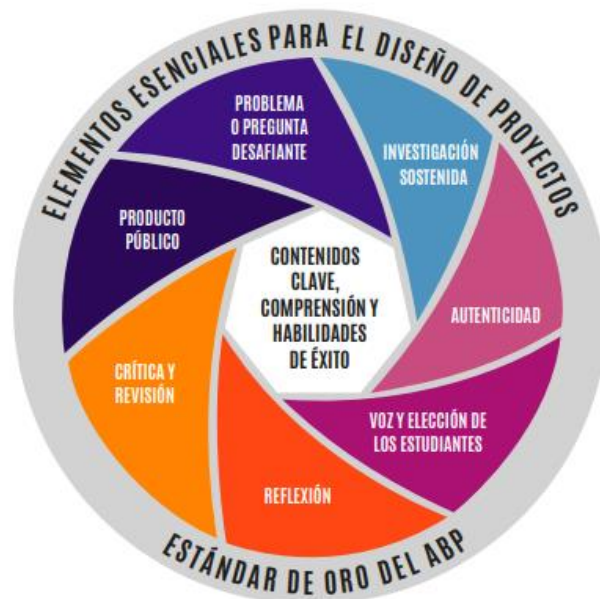 ELEMENTOS ESENCIALES PARA EL DISEÑO DE PROYECTOS
PROBLEMA
O PREGUNTA
DESAFIANTE
INVESTIGACIÓN
SOSTENIDA
AUTENTICIDAD
VOZ Y ELECCIÓN DE
LOS ESTUDIANTES
REFLEXIÓN
CRÍTICA Y
REVISIÓN
PRODUCTO
PÚBLICO
CONTENIDOS
CLAVE,
COMPRENSIÓN Y
HABILIDADES
DE ÉXITO
ESTÁNDAR DE ORO DEL ABP